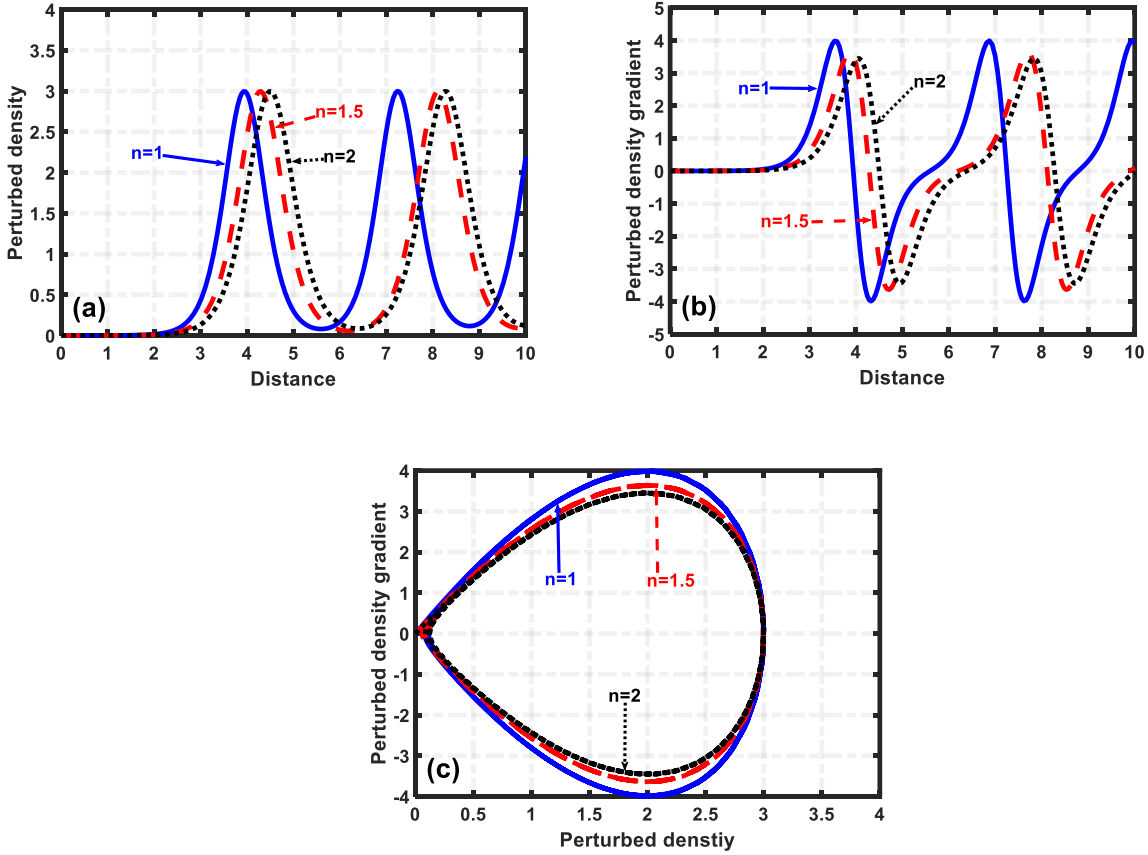 4
3.5
3
2.5
2
1.5
1
0.5
0
Perturbed density
n=1
n=1.5
n=2
(a)
0 1 2 3 4 5 6 7 8 9 10
Distance
5
4
3
2
1
0
-1
-2
-3
-4
-5
Perturbed density gradient
n=1
n=2
n=1.5
(b)
0 1 2 3 4 5 6 7 8 9 10
Distance
4
3
2
1
0
-1
-2
-3
-4
Perturbed density gradient
n=1
n=1.5
n=2
(c)
0 0.5 1 1.5 2 2.5 3 3.5 4
Perturbed denstiy